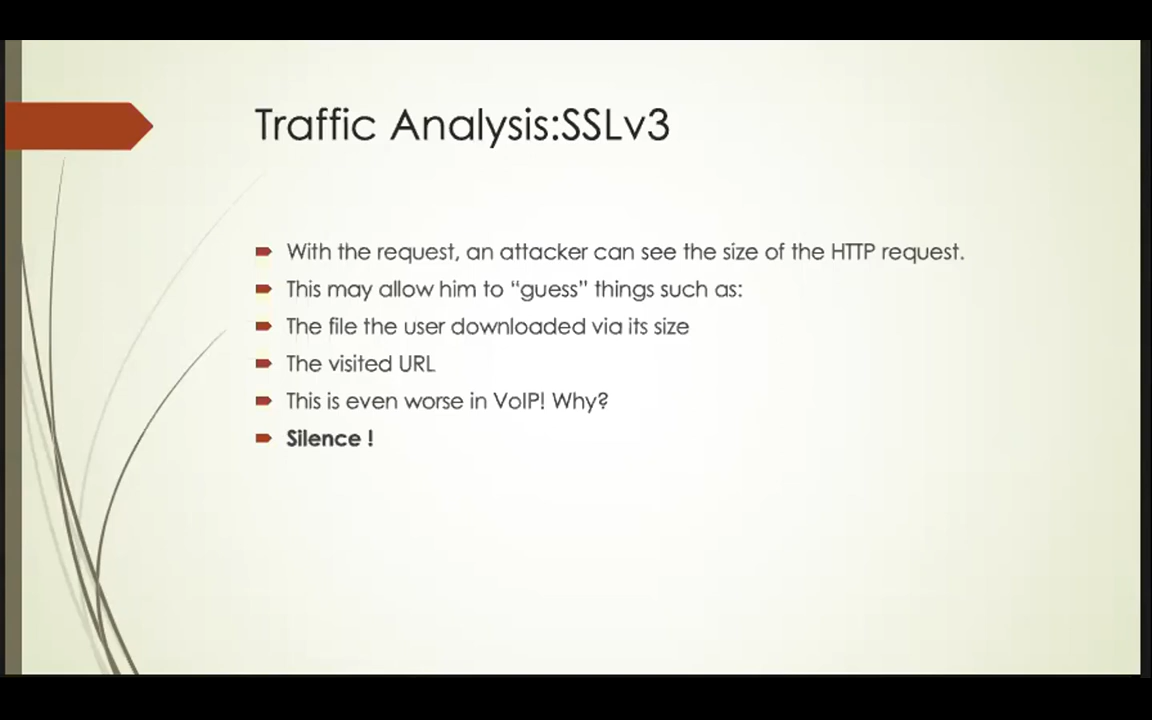 Traffic Analysis:SSLv3
With the request, an attacker can see the size of the HTTP request.
This may allow him to “guess” things such as:
The file the user downloaded via its size
The visited URL
This is even worse in VoIP! Why?
Silence !